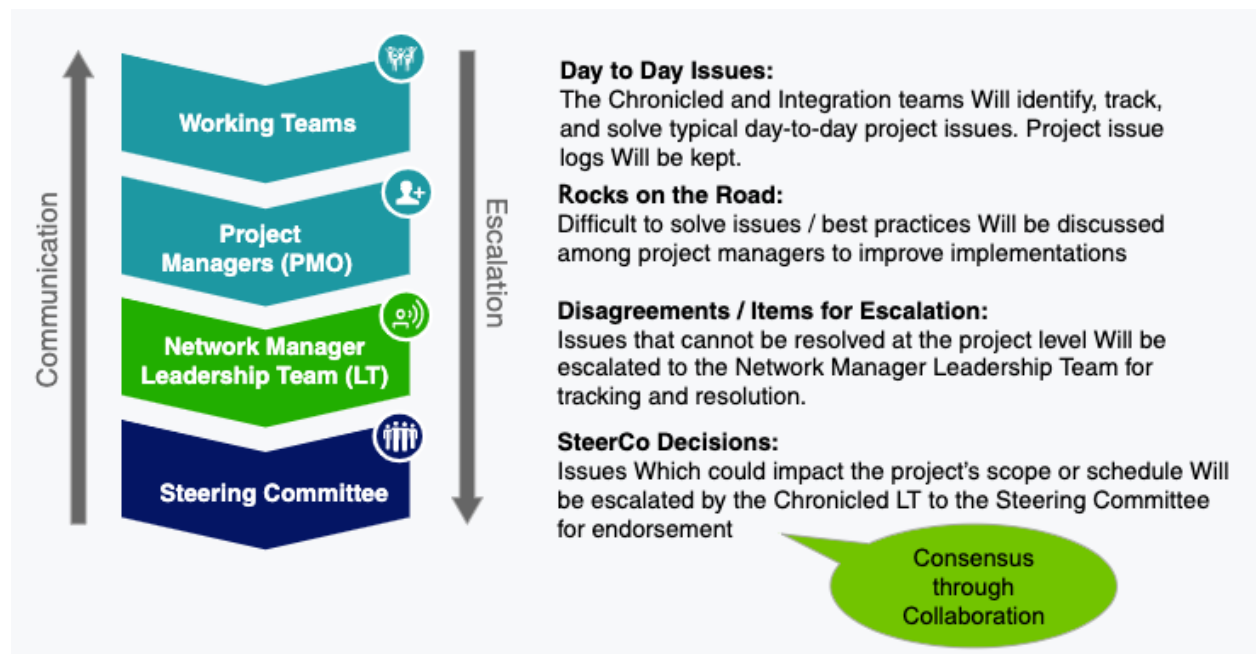 Communication
Working Teams
Project
Managers (PMO)
Network Manager
Leadership Team (LT)
Steering Committee
Escalation
Day to Day Issues:
The Chronicled and Integration teams Will identify, track,
and solve typical day-to-day project issues. Project issue
logs Will be kept.
Rocks on the Road:
Difficult to solve issues / best practices Will be discussed
among project managers to improve implementations
Disagreements / Items for Escalation:
Issues that cannot be resolved at the project level Will be
escalated to the Network Manager Leadership Team for
tracking and resolution.
SteerCo Decisions:
Issues Which could impact the project's scope or schedule Will
be escalated by the Chronicled LT to the Steering Committee
for endorsement
Consensus
through
Collaboration